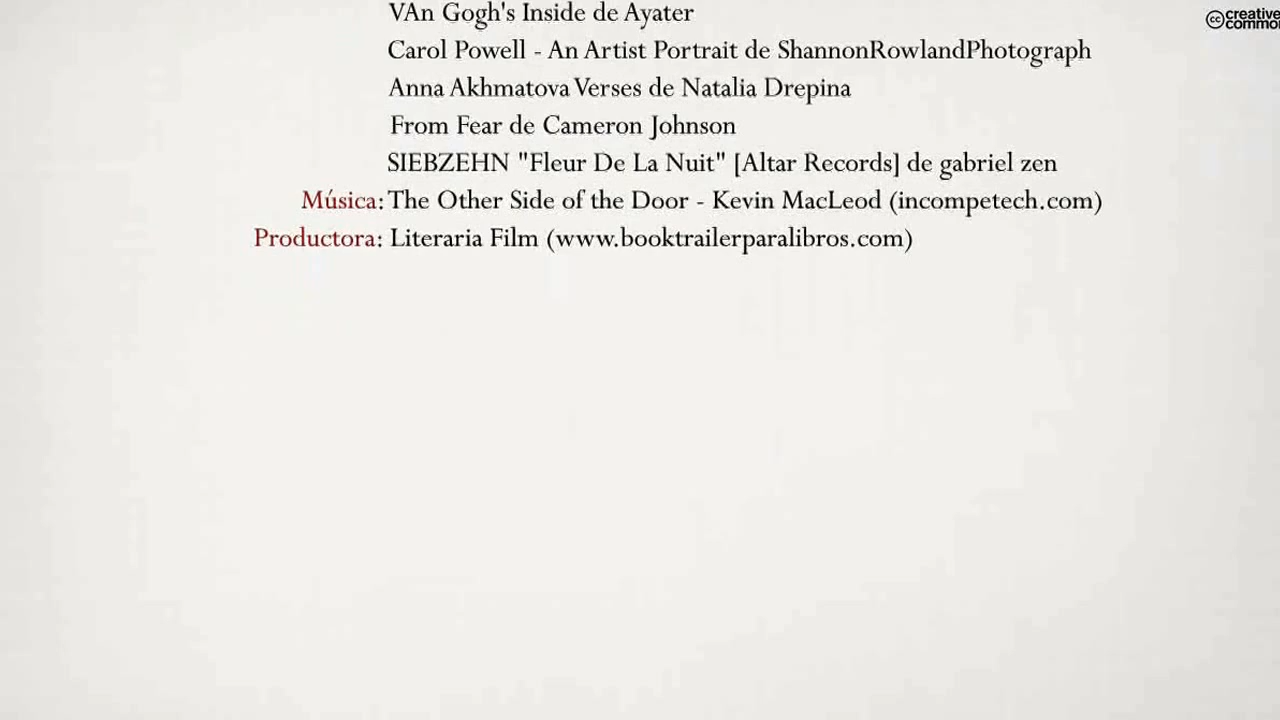 VAn Gogh's Inside de Ayater
creative
commo
Carol Powell - An Artist Portrait de ShannonRowlandPhotograph
Anna Akhmatova Verses de Natalia Drepina
From Fear de Cameron Johnson
SIEBZEHN "Fleur De La Nuit" [Altar Records] de gabriel zen
Música: The Other Side of the Door - Kevin MacLeod (incompetech.com)
Productora: Literaria Film (www.booktrailerparalibros.com)